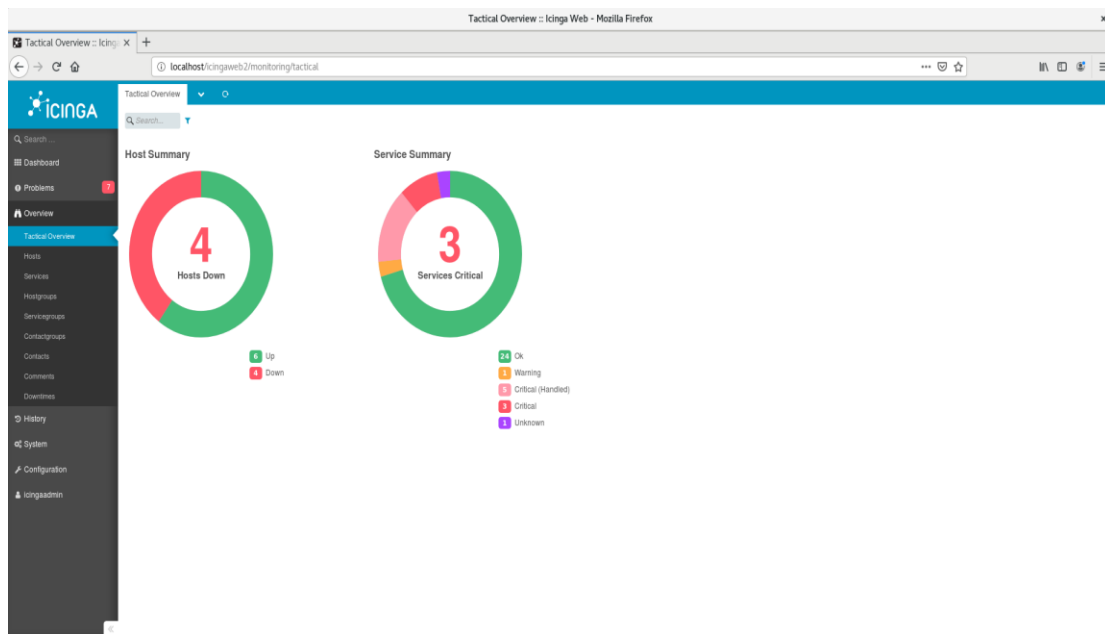 Tactical Overview :: Icinga Web - Mozilla Firefox
Tactical Overview :: Icing
localhost/icingaweb2/monitoring/tactical
ICINGA
Search ...
Dashboard
Problems 7
Overview
Tactical Overview
Hosts
Services
Hostgroups
Servicegroups
Contactgroups
Contacts
Comments
Downtimes
History
System
Configuration
icingaadmin
Tactical Overview
Search...
Host Summary
4
Hosts Down
6 Up
4 Down
Service Summary
3
Services Critical
24 Ok
1 Warning
5 Critical (Handled)
3 Critical
1 Unknown